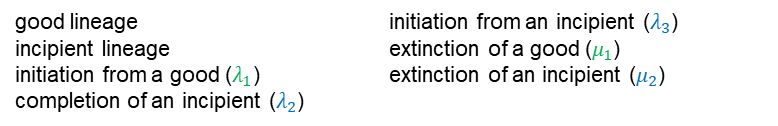 good lineage
incipient lineage
initiation from a good (λ₁)
completion of an incipient (λ₂)
initiation from an incipient (λ₃)
extinction of a good (μ₁)
extinction of an incipient (μ₂)